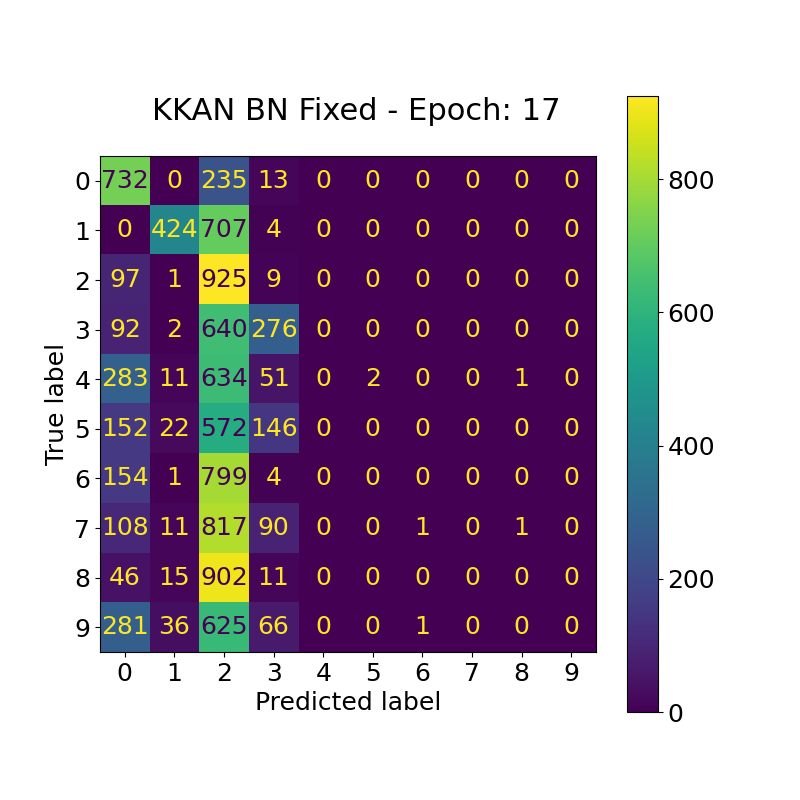 KKAN BN Fixed - Epoch: 17
0 732 0 235 13 0 0 0 0 0 0
1 0 424 707 4 0 0 0 0 0 0
2 97 1 925 9 0 0 0 0 0 0
3 92 2 640 276 0 0 0 0 0 0
4 283 11 634 51 0 2 0 0 1 0
5 152 22 572 146 0 0 0 0 0 0
6 154 1 799 4 0 0 0 0 0 0
7 108 11 817 90 0 0 1 0 1 0
8 46 15 902 11 0 0 0 0 0 0
9 281 36 625 66 0 0 1 0 0 0
0 1 2 3 4 5 6 7 8 9
Predicted label
True label
800
600
400
200
0